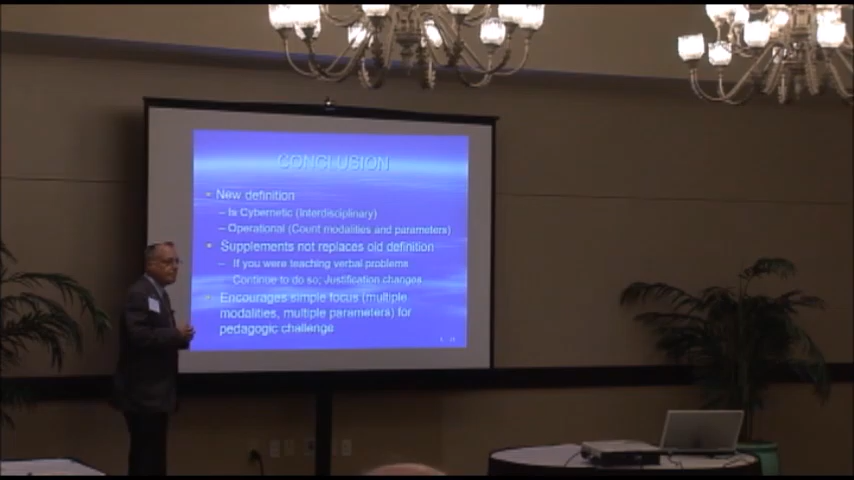 CONCLUSION
• New definition
– Is Cybernetic (Interdisciplinary)
– Operational (Count modalities and parameters)
• Supplements not replaces old definition
– If you were teaching verbal problems
Continue to do so; Justification changes
• Encourages simple focus (multiple
modalities, multiple parameters) for
pedagogic challenge